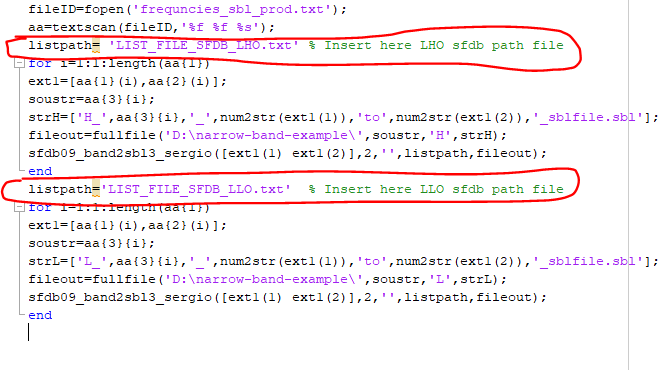 fileID=fopen('frequncies_sbl_prod.txt');
aa=textscan(fileID,'%f %f %s');
listpath= 'LIST_FILE_SFDB_LHO.txt' % Insert here LHO sfdb path file
for i=1:1:length(aa{1})
ext1=[aa{1}(i),aa{2}(i)];
soustr=aa{3}{i};
strH=['H_',aa{3}{i},'_',num2str(ext1(1)),'to',num2str(ext1(2)),'_sblfile.sbl'];
fileout=fullfile('D:\narrow-band-example\',soustr,'H',strH);
sfdb09_band2sbl3_sergio([ext1(1) ext1(2)],2,'',listpath,fileout);
end
listpath='LIST_FILE_SFDB_LLO.txt' % Insert here LLO sfdb path file
for i=1:1:length(aa{1})
ext1=[aa{1}(i),aa{2}(i)];
soustr=aa{3}{i};
strL=['L_',aa{3}{i},'_',num2str(ext1(1)),'to',num2str(ext1(2)),'_sblfile.sbl'];
fileout=fullfile('D:\narrow-band-example\',soustr,'L',strL);
sfdb09_band2sbl3_sergio([ext1(1) ext1(2)],2,'',listpath,fileout);
end